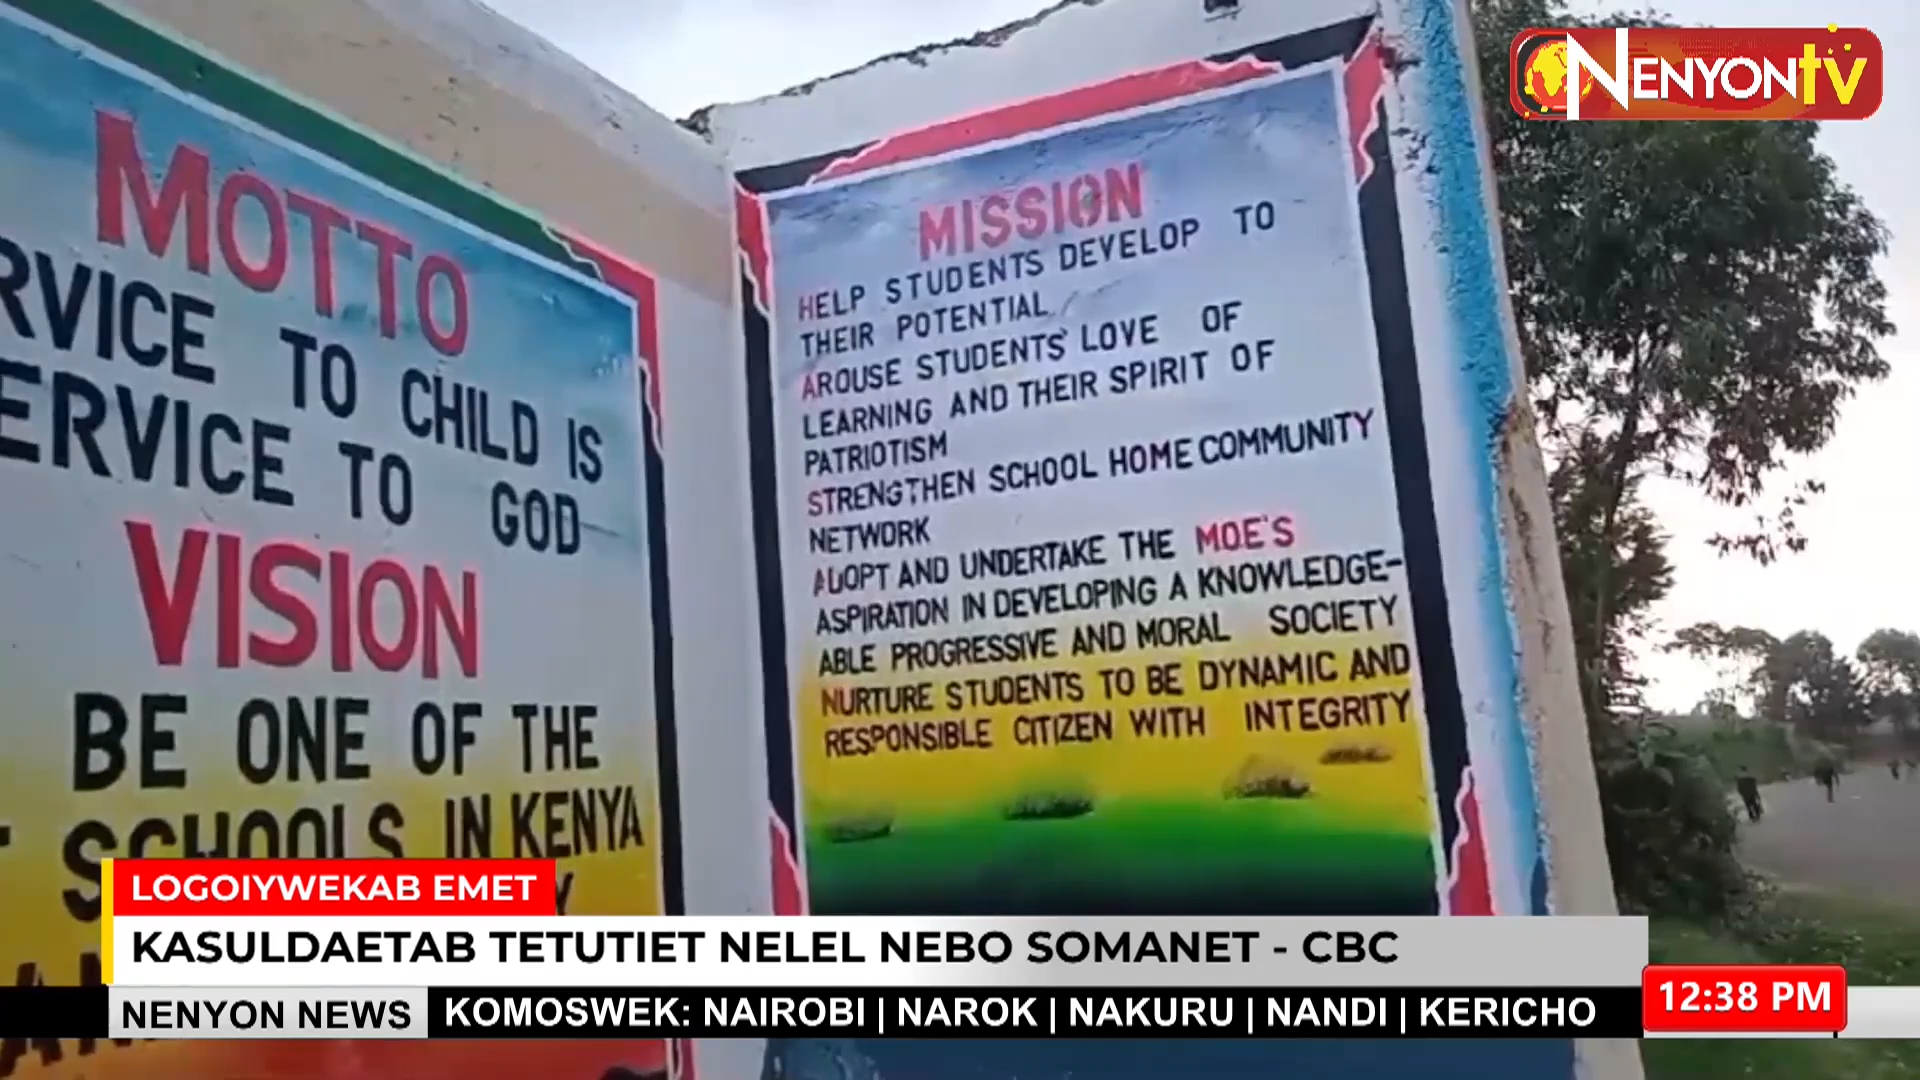 NENYONTV
MOTTO
RVICE TO CHILD IS
ERVICE TO GOD
VISION
BE ONE OF THE
SCHOOLS IN KENYA
MISSION
HELP STUDENTS DEVELOP TO
THEIR POTENTIAL
AROUSE STUDENTS' LOVE OF
LEARNING AND THEIR SPIRIT OF
PATRIOTISM
STRENGTHEN SCHOOL HOME COMMUNITY
NETWORK
ADOPT AND UNDERTAKE THE MOE'S
ASPIRATION IN DEVELOPING A KNOWLEDGE-
ABLE PROGRESSIVE AND MORAL SOCIETY
NURTURE STUDENTS TO BE DYNAMIC AND
RESPONSIBLE CITIZEN WITH INTEGRITY
LOGOIYWEKAB EMET
KASULDAETAB TETUTIET NELEL NEBO SOMANET - CBC
NENYON NEWS KOMOSWEK: NAIROBI | NAROK | NAKURU | NANDI | KERICHO
12:38 PM